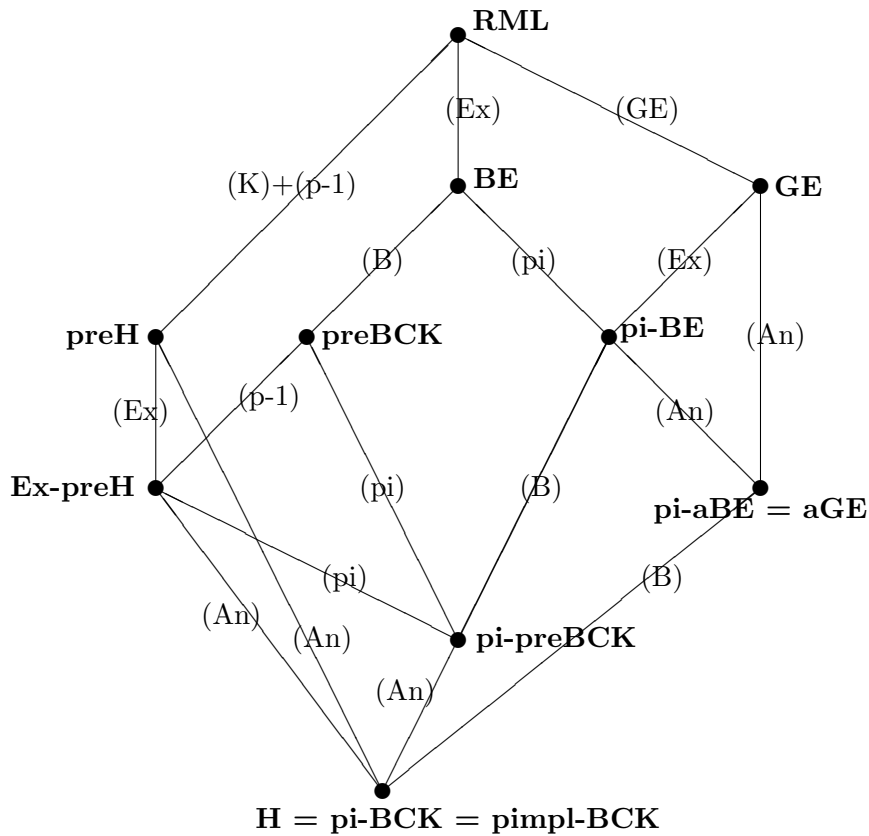 RML
(Ex)
(GE)
(K)+(p-1)
BE
GE
(B)
(pi)
(Ex)
preH
preBCK
pi-BE
(An)
(p-1)
(Ex)
(An)
Ex-preH
(pi)
(B)
pi-aBE = aGE
(pi)
(B)
(An)
(An)
pi-preBCK
(An)
H = pi-BCK = pimpl-BCK